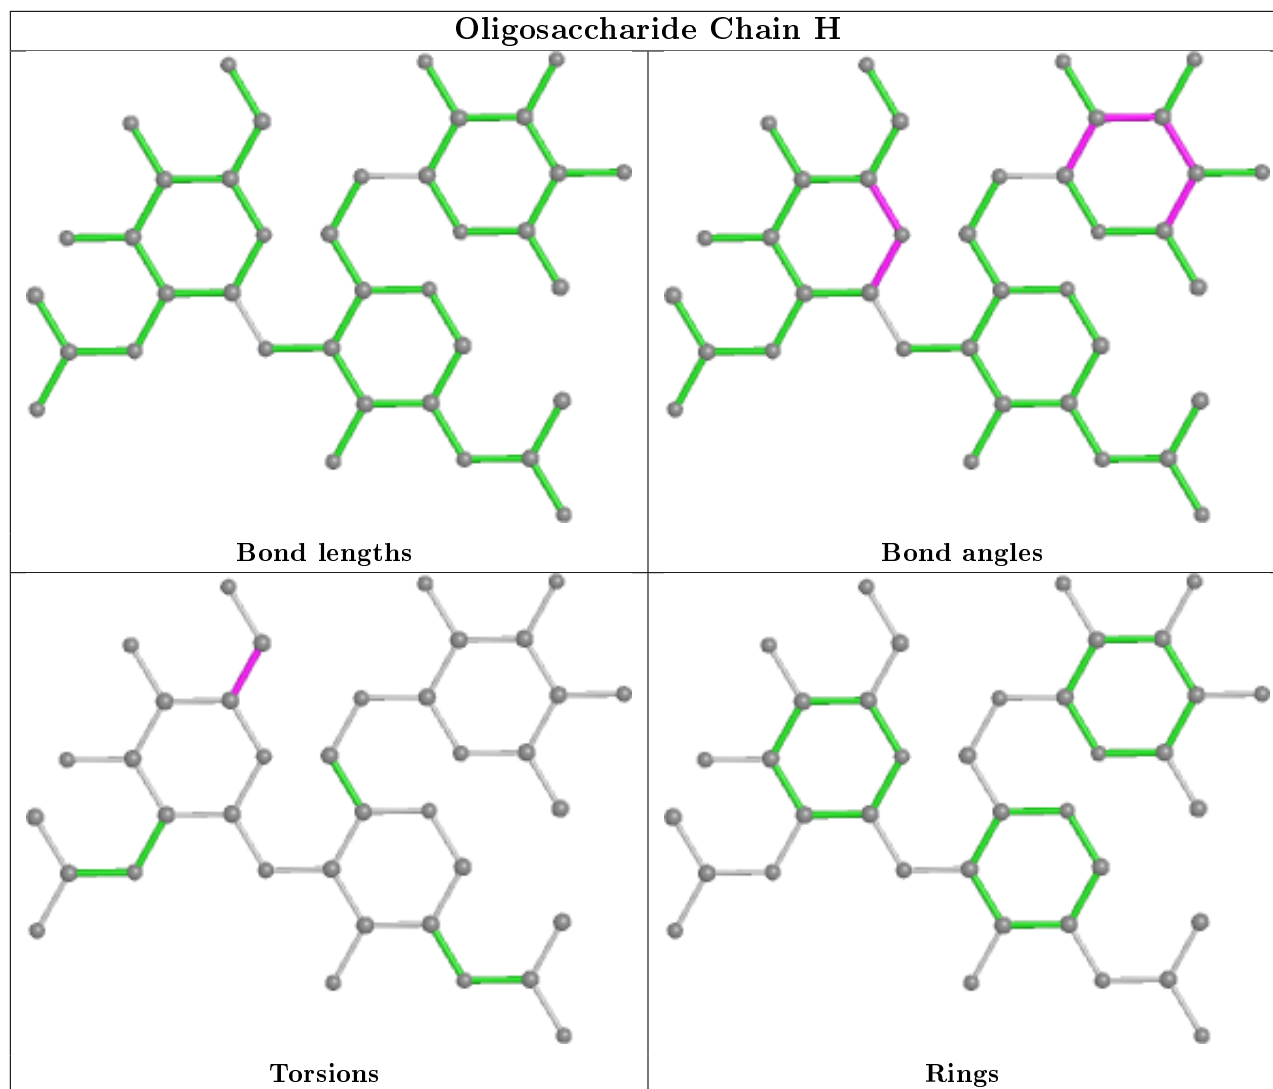 Oligosaccharide Chain H
Bond lengths
Bond angles
Torsions
Rings